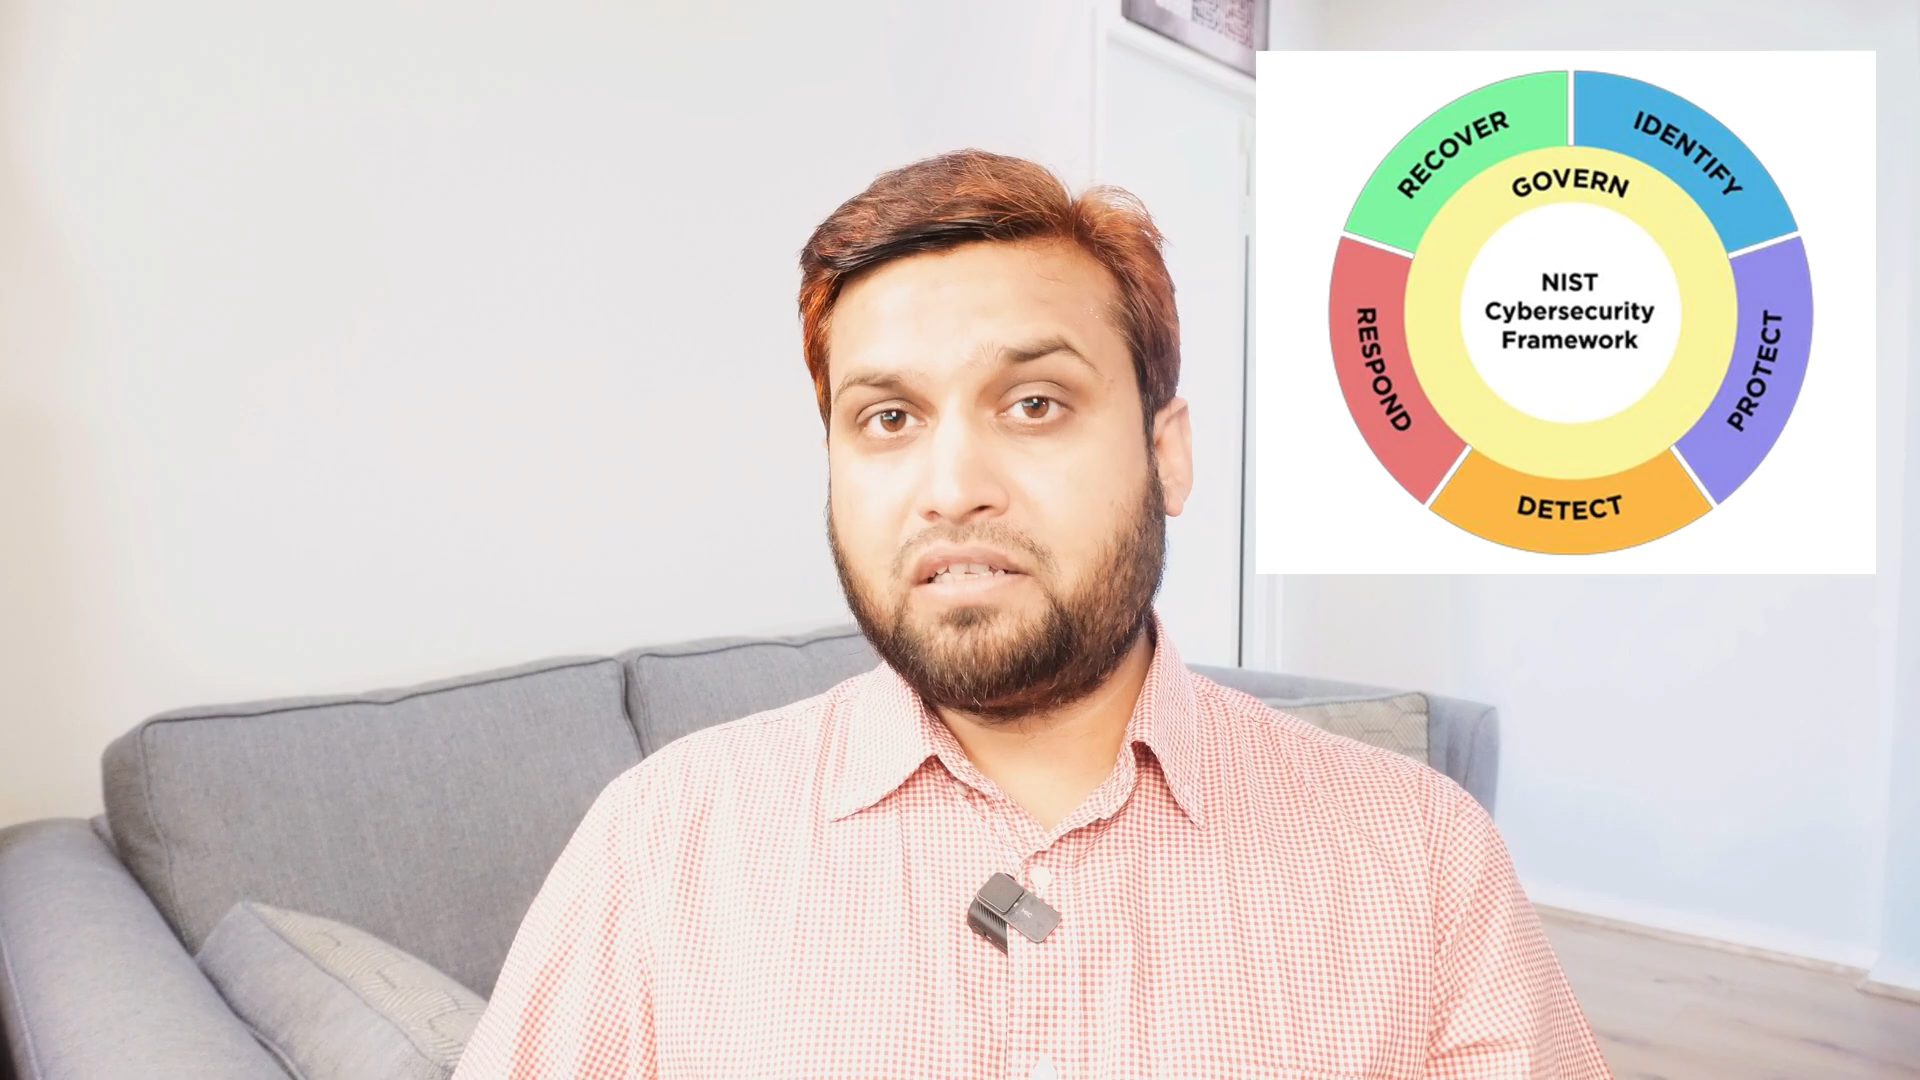 RECOVER
IDENTIFY
GOVERN
NIST
Cybersecurity
Framework
RESPOND
PROTECT
DETECT